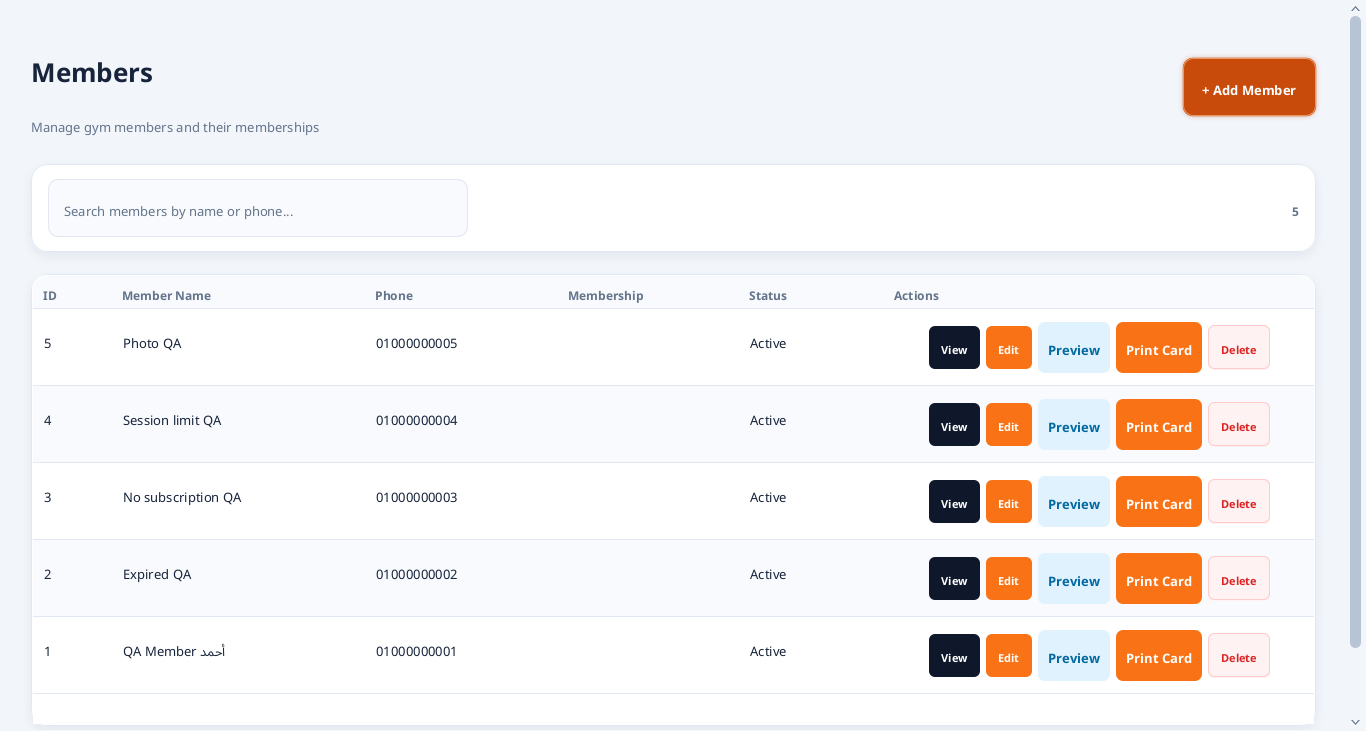 Members
+ Add Member
Manage gym members and their memberships
Search members by name or phone...
5
ID Member Name Phone Membership Status Actions
5 Photo QA 01000000005 Active View Edit Preview Print Card Delete
4 Session limit QA 01000000004 Active View Edit Preview Print Card Delete
3 No subscription QA 01000000003 Active View Edit Preview Print Card Delete
2 Expired QA 01000000002 Active View Edit Preview Print Card Delete
1 QA Member أحمد 01000000001 Active View Edit Preview Print Card Delete